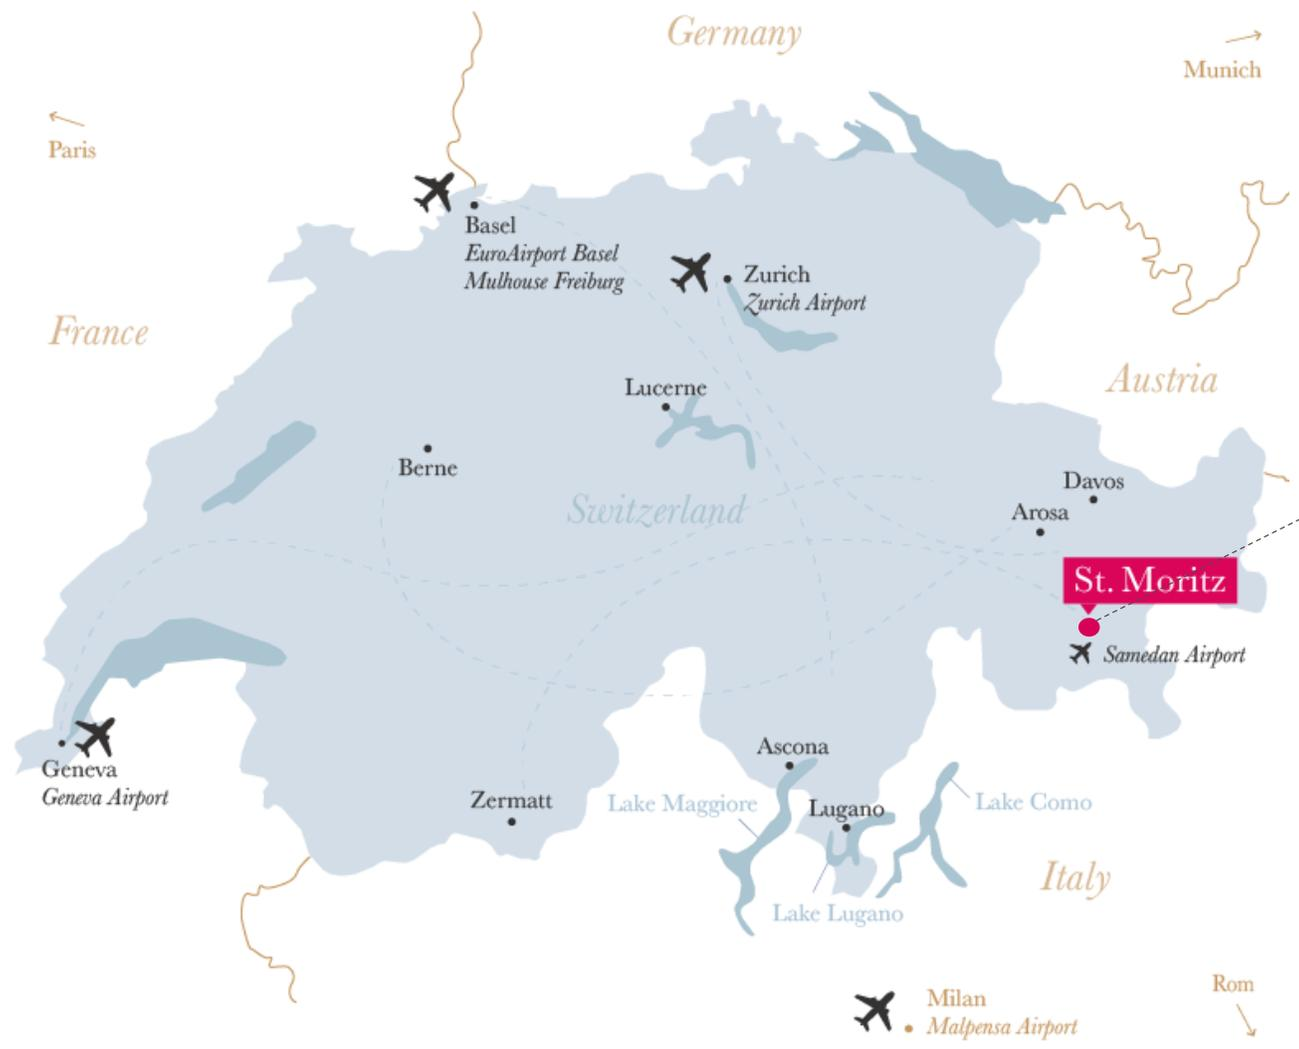 Germany
Munich
Paris
Basel
EuroAirport Basel
Mulhouse Freiburg
Zurich
Zurich Airport
France
Austria
Lucerne
Berne
Davos
Switzerland
Arosa
St. Moritz
Samedan Airport
Geneva
Geneva Airport
Ascona
Zermatt
Lake Maggiore
Lugano
Lake Como
Italy
Lake Lugano
Rom
Milan
Malpensa Airport